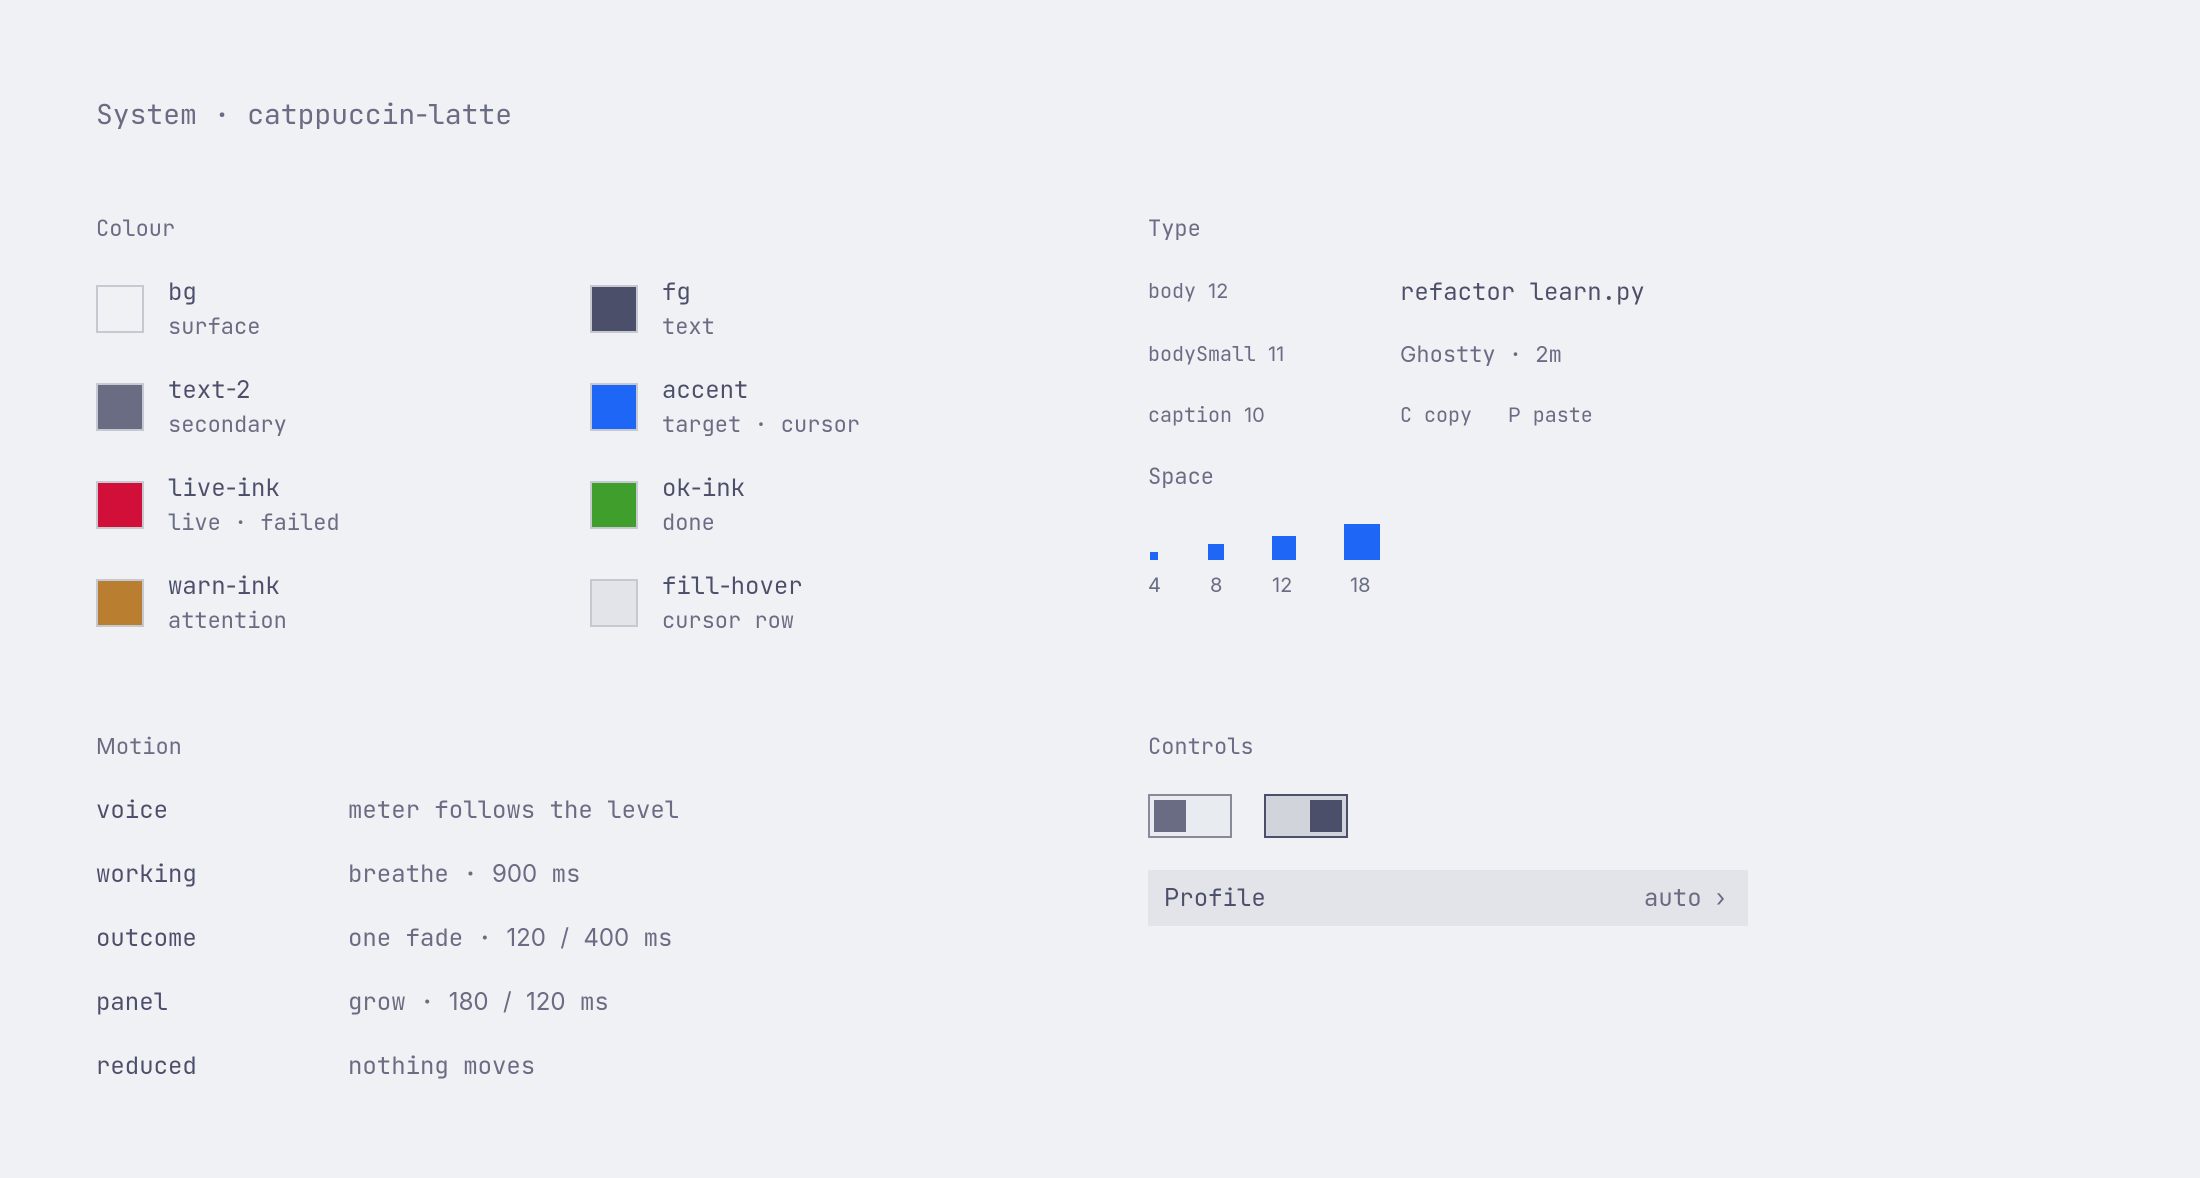 System · catppuccin-latte
Colour
bg
surface
fg
text
text-2
secondary
accent
target · cursor
live-ink
live · failed
ok-ink
done
warn-ink
attention
fill-hover
cursor row
Type
body 12 refactor learn.py
bodySmall 11 Ghostty · 2m
caption 10 C copy P paste
Space
4 8 12 18
Motion
voice meter follows the level
working breathe · 900 ms
outcome one fade · 120 / 400 ms
panel grow · 180 / 120 ms
reduced nothing moves
Controls
Profile auto ›